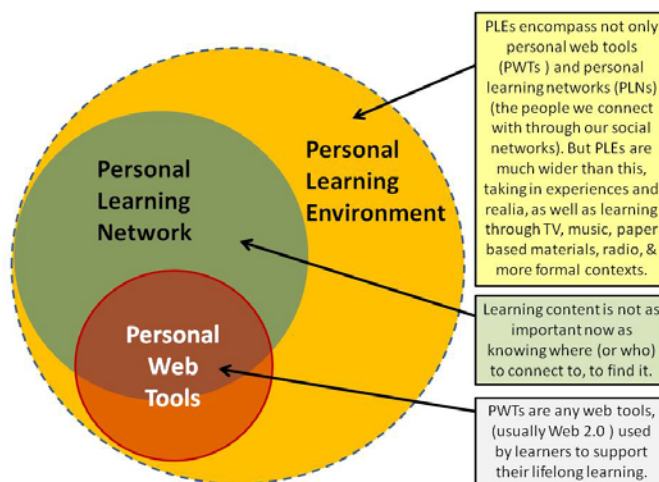 Personal
Learning
Network
Personal
Learning
Environment
Personal
Web
Tools
PLEs encompass not only
personal web tools
(PWTs ) and personal
learning networks (PLNs)
(the people we connect
with through our social
networks). But PLEs are
much wider than this,
taking in experiences and
realia, as well as learning
through TV, music, paper
based materials, radio, &
more formal contexts.
Learning content is not as
important now as
knowing where (or who)
to connect to, to find it.
PWTs are any web tools,
(usually Web 2.0 ) used
by learners to support
their lifelong learning.